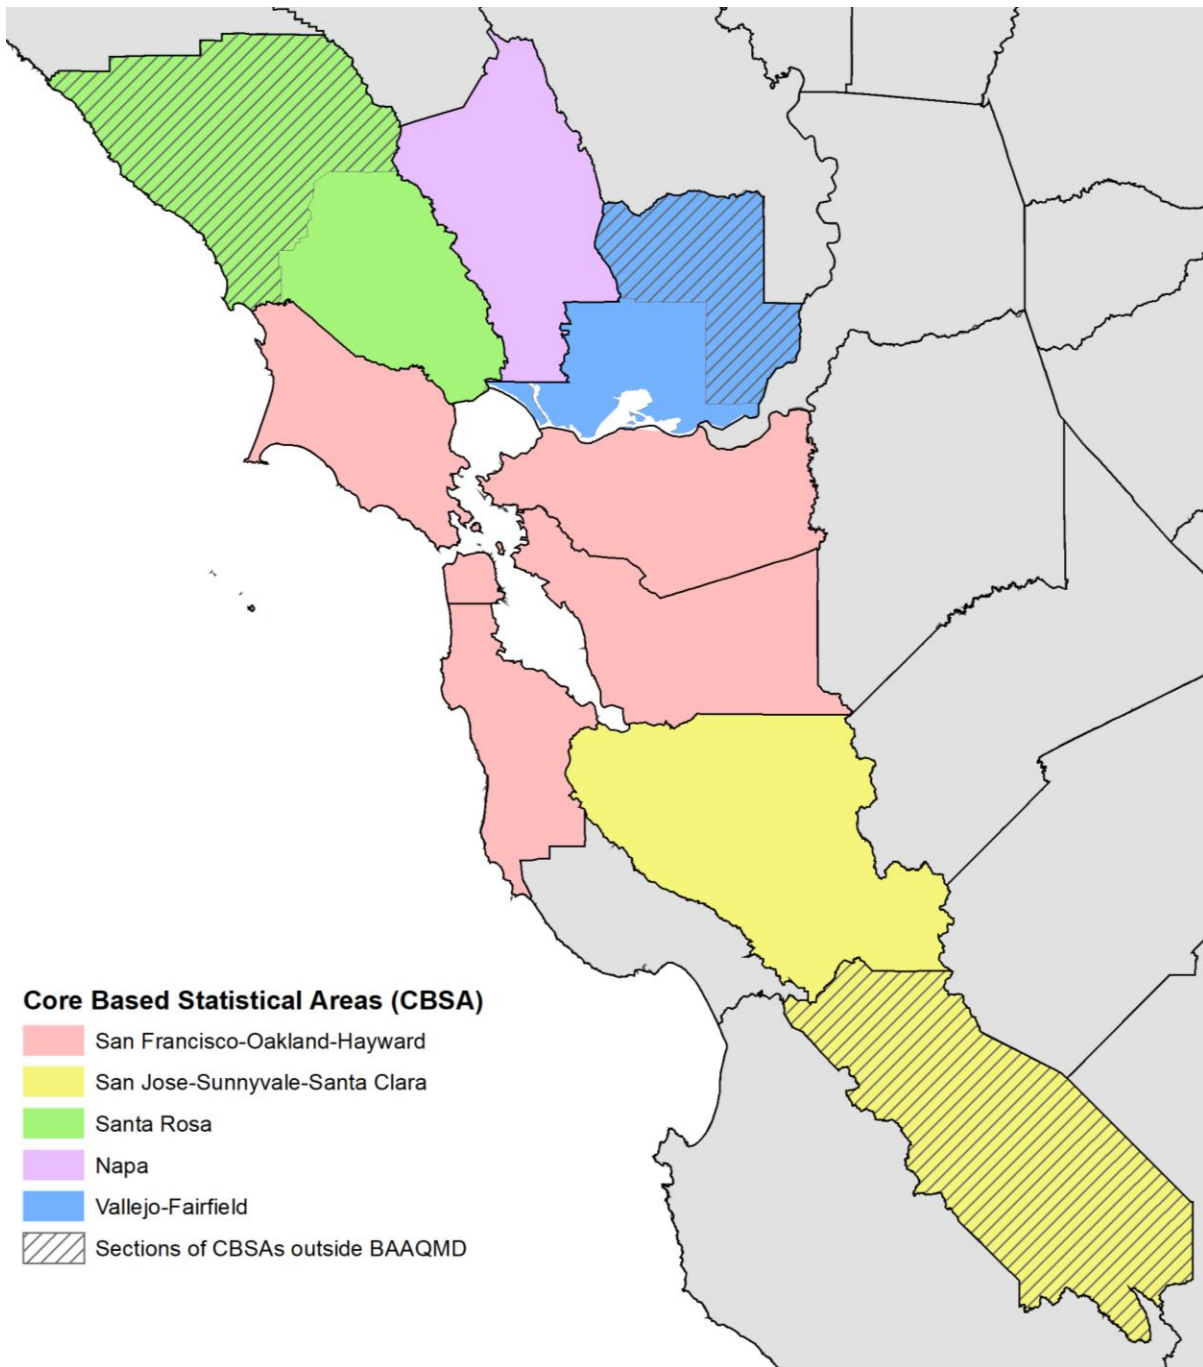 Core Based Statistical Areas (CBSA)
San Francisco-Oakland-Hayward
San Jose-Sunnyvale-Santa Clara
Santa Rosa
Napa
Vallejo-Fairfield
Sections of CBSAs outside BAAQMD